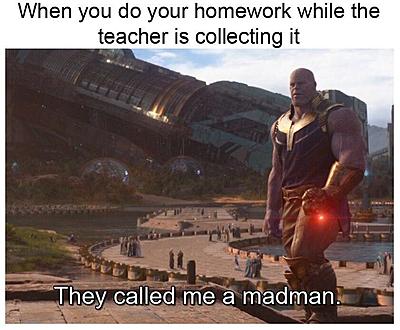 When you do your homework while the
teacher is collecting it
They called me a madman.